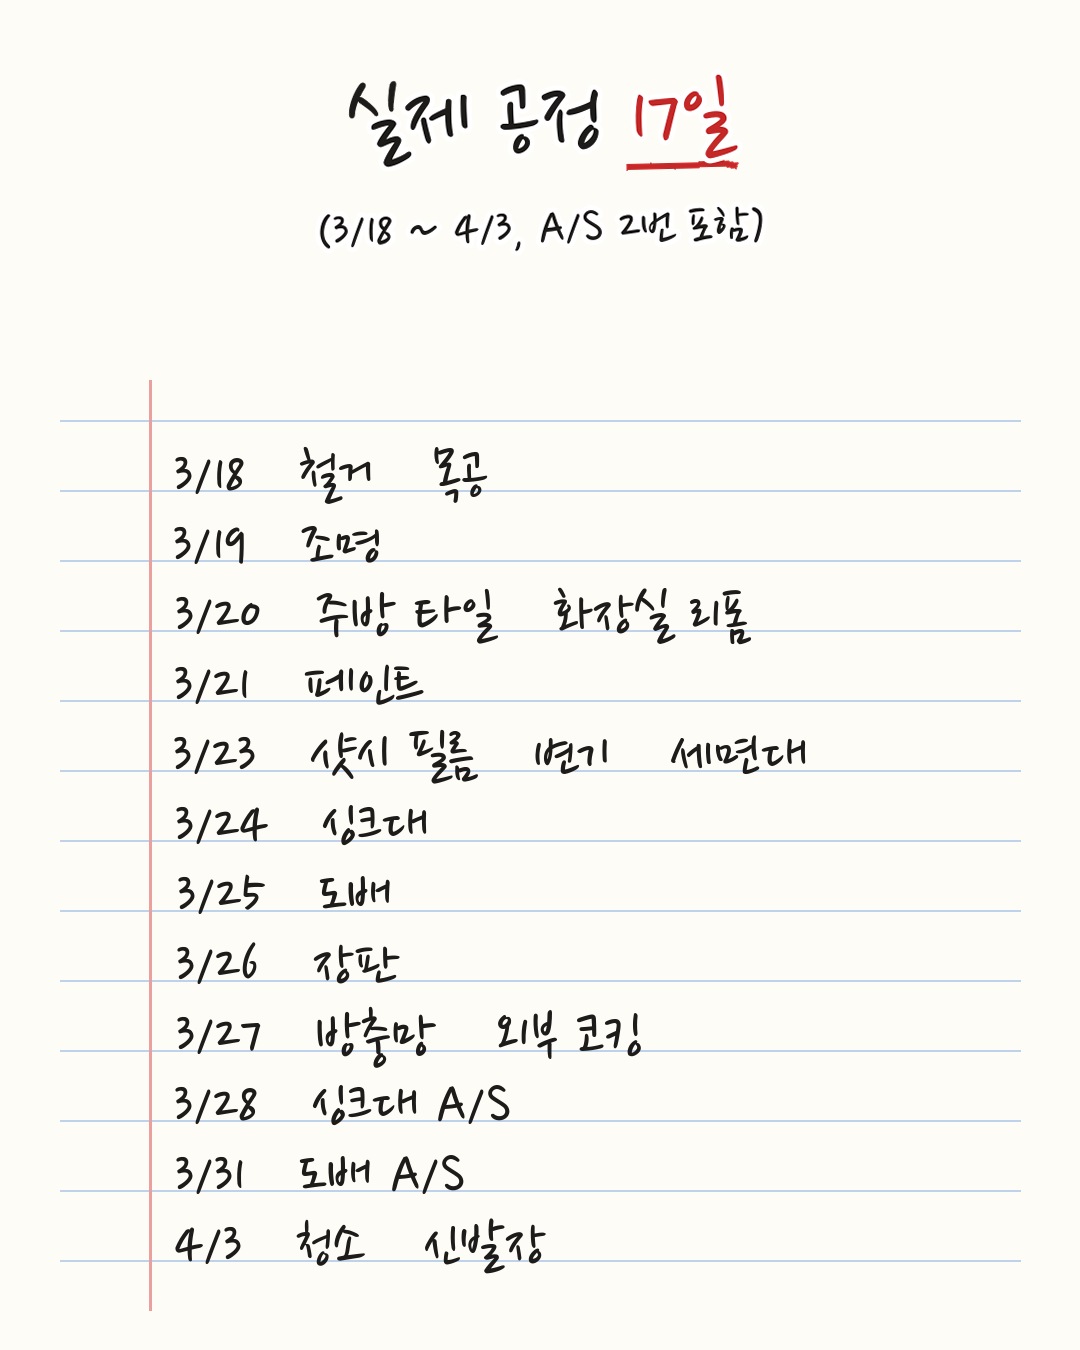 실제 공정 17일
(3/18 ~ 4/3, A/S 2번 포함)
3/18 철거 목공
3/19 조명
3/20 주방 타일 화장실 리폼
3/21 페인트
3/23 샷시 필름 변기 세면대
3/24 싱크대
3/25 도배
3/26 장판
3/27 방충망 외부 코킹
3/28 싱크대 A/S
3/31 도배 A/S
4/3 청소 신발장